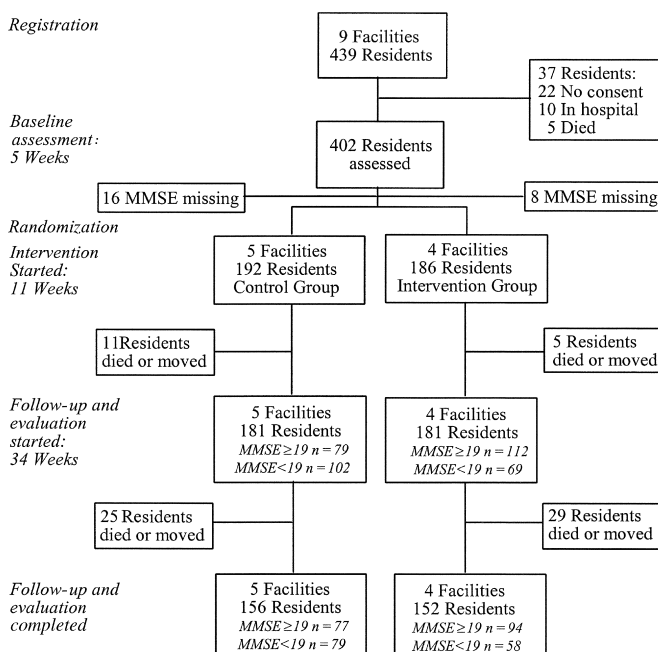 Registration
9 Facilities
439 Residents
37 Residents:
22 No consent
10 In hospital
5 Died
Baseline
assessment:
5 Weeks
402 Residents
assessed
16 MMSE missing
8 MMSE missing
Randomization
Intervention
Started:
11 Weeks
5 Facilities
192 Residents
Control Group
4 Facilities
186 Residents
Intervention Group
11Residents
died or moved
5 Residents
died or moved
Follow-up and
evaluation
started:
34 Weeks
5 Facilities
181 Residents
MMSE≥19 n = 79
MMSE<19 n = 102
4 Facilities
181 Residents
MMSE≥19 n = 112
MMSE<19 n = 69
25 Residents
died or moved
29 Residents
died or moved
Follow-up and
evaluation
completed
5 Facilities
156 Residents
MMSE≥19 n = 77
MMSE<19 n = 79
4 Facilities
152 Residents
MMSE≥19 n = 94
MMSE<19 n = 58